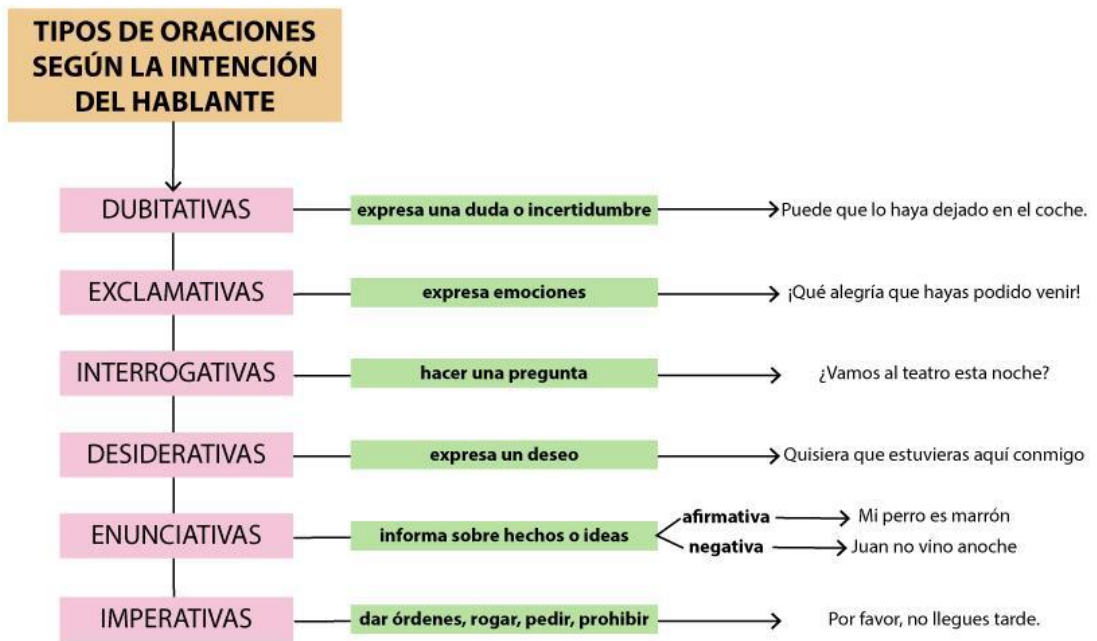 TIPOS DE ORACIONES
SEGÚN LA INTENCIÓN
DEL HABLANTE
DUBITATIVAS expresa una duda o incertidumbre Puede que lo haya dejado en el coche.
EXCLAMATIVAS expresa emociones ¡Qué alegría que hayas podido venir!
INTERROGATIVAS hacer una pregunta ¿Vamos al teatro esta noche?
DESIDERATIVAS expresa un deseo Quisiera que estuvieras aquí conmigo
ENUNCIATIVAS informa sobre hechos o ideas
afirmativa Mi perro es marrón
negativa Juan no vino anoche
IMPERATIVAS dar órdenes, rogar, pedir, prohibir Por favor, no llegues tarde.